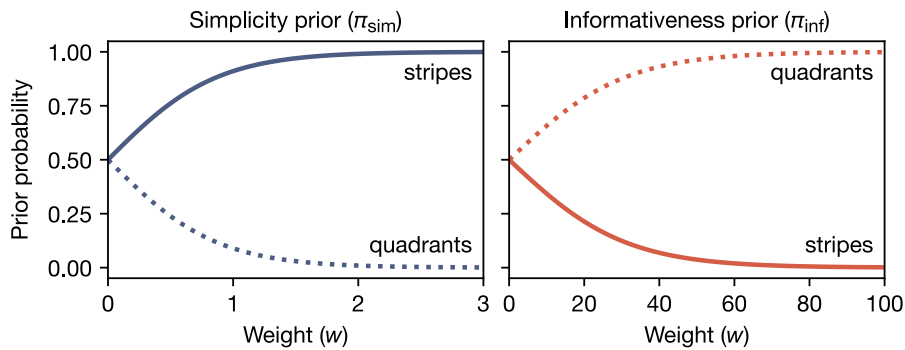 Simplicity prior (πsim)
Informativeness prior (πinf)
Prior probability
1.00
0.75
0.50
0.25
0.00
stripes
quadrants
quadrants
stripes
0 1 2 3
0 20 40 60 80 100
Weight (w)
Weight (w)